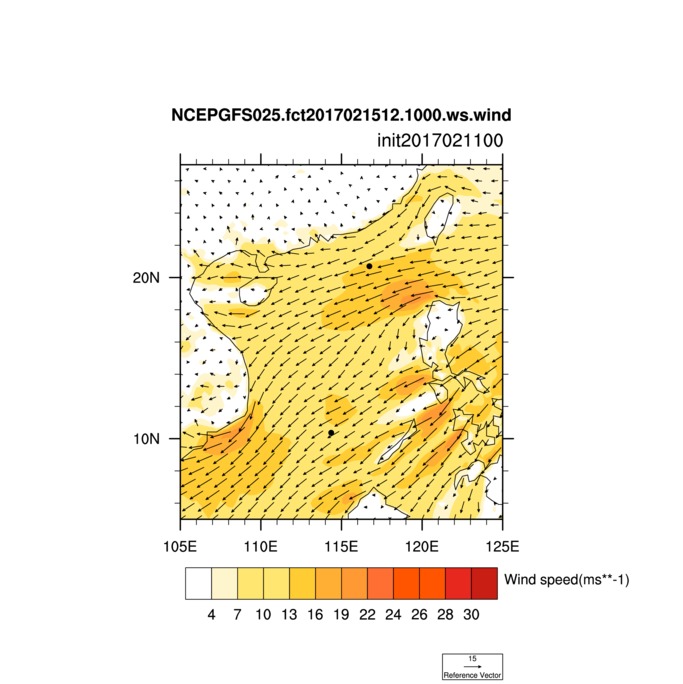 NCEPGFS025.fct2017021512.1000.ws.wind
init2017021100
20N
10N
105E 110E 115E 120E 125E
Wind speed(ms**-1)
4 7 10 13 16 19 22 24 26 28 30
15
Reference Vector